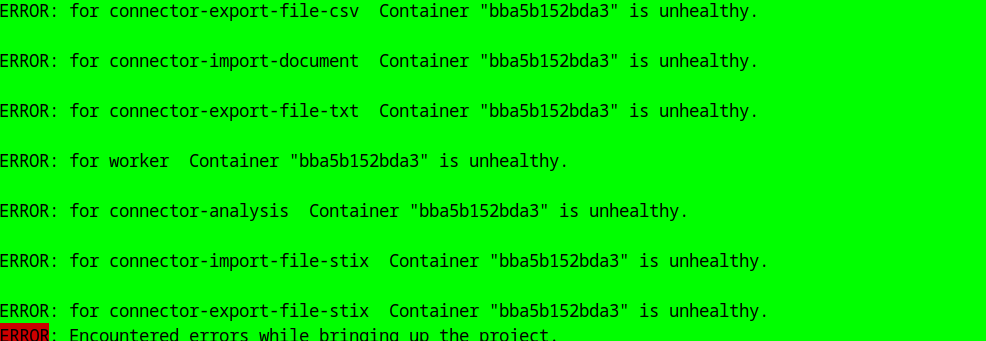 ERROR: for connector-export-file-csv  Container "bba5b152bda3" is unhealthy.
ERROR: for connector-import-document  Container "bba5b152bda3" is unhealthy.
ERROR: for connector-export-file-txt  Container "bba5b152bda3" is unhealthy.
ERROR: for worker  Container "bba5b152bda3" is unhealthy.
ERROR: for connector-analysis  Container "bba5b152bda3" is unhealthy.
ERROR: for connector-import-file-stix  Container "bba5b152bda3" is unhealthy.
ERROR: for connector-export-file-stix  Container "bba5b152bda3" is unhealthy.
ERROR: Encountered errors while bringing up the project.